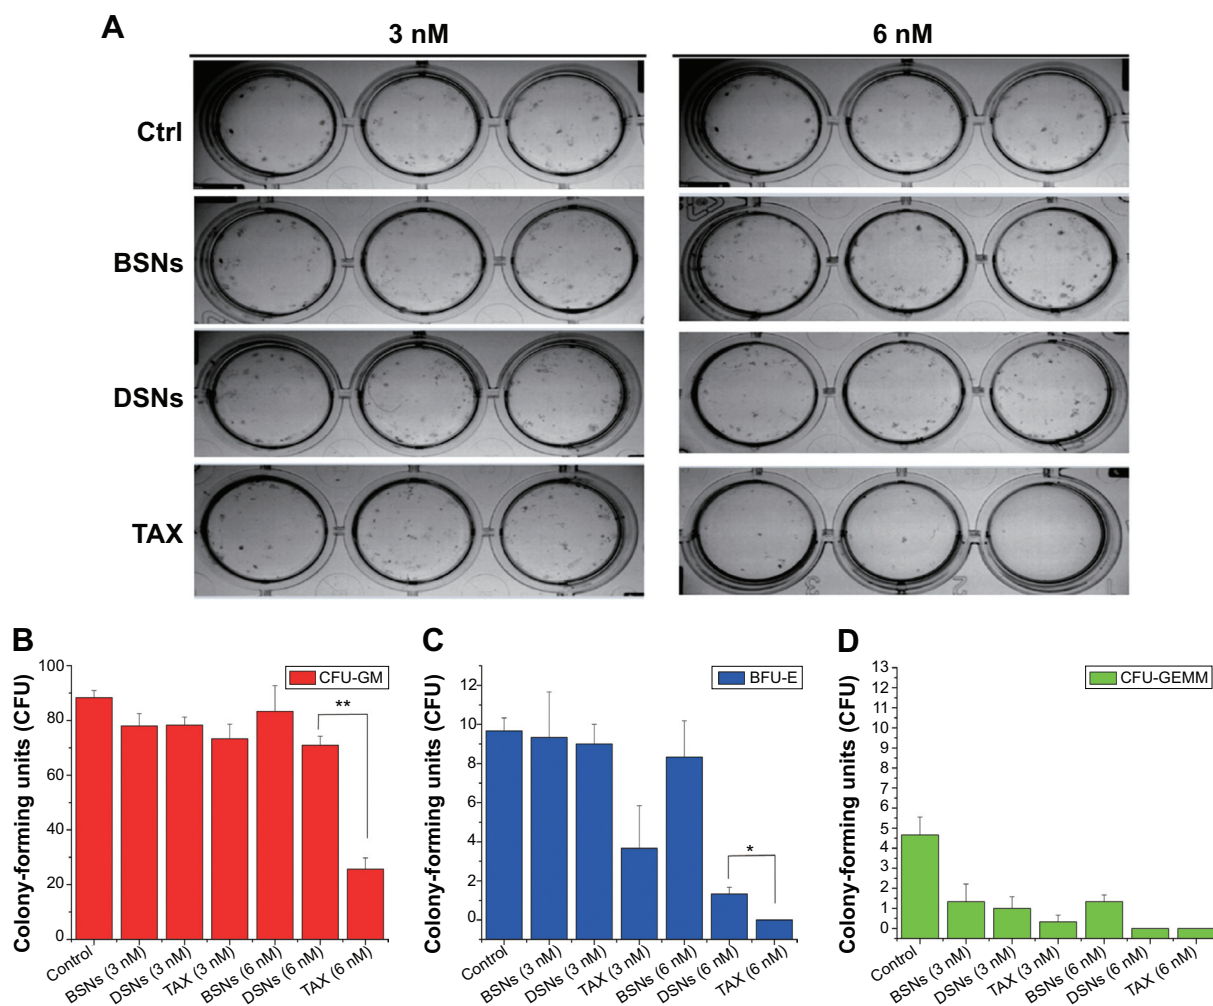 A
3 nM
6 nM
Ctrl
BSNs
DSNs
TAX
B
Colony-forming units (CFU)
100
80
60
40
20
0
CFU-GM
**
Control
BSNs (3 nM)
DSNs (3 nM)
TAX (3 nM)
BSNs (6 nM)
DSNs (6 nM)
TAX (6 nM)
C
Colony-forming units (CFU)
12
10
8
6
4
2
0
BFU-E
*
Control
BSNs (3 nM)
DSNs (3 nM)
TAX (3 nM)
BSNs (6 nM)
DSNs (6 nM)
TAX (6 nM)
D
Colony-forming units (CFU)
13
12
11
10
9
8
7
6
5
4
3
2
1
0
CFU-GEMM
Control
BSNs (3 nM)
DSNs (3 nM)
TAX (3 nM)
BSNs (6 nM)
DSNs (6 nM)
TAX (6 nM)